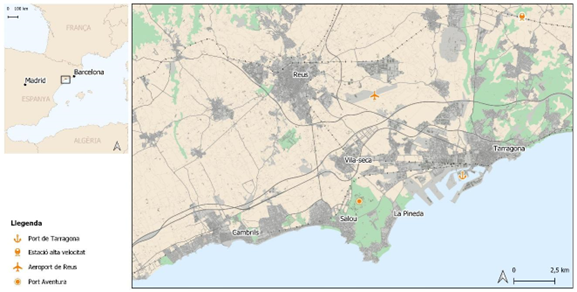 0 100 km
FRANÇA
Barcelona
Madrid
ESPANYA
ALGÈRIA
Reus
Tarragona
Vila-seca
La Pineda
Salou
Cambrils
0 2,5 km
Llegenda
Port de Tarragona
Estació alta velocitat
Aeroport de Reus
Port Aventura